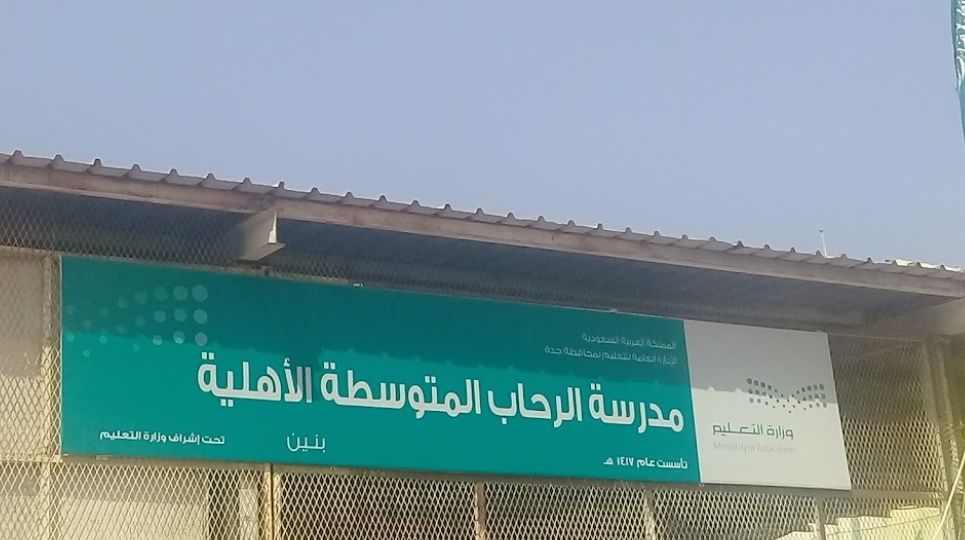 المملكة العربية السعودية
الإدارة العامة للتعليم بمحافظة جدة
مدرسة الرحاب المتوسطة الأهلية
تأسست عام ١٤١٧ هـ
بنين
تحت إشراف وزارة التعليم
وزارة التعـليم
Ministry of Education